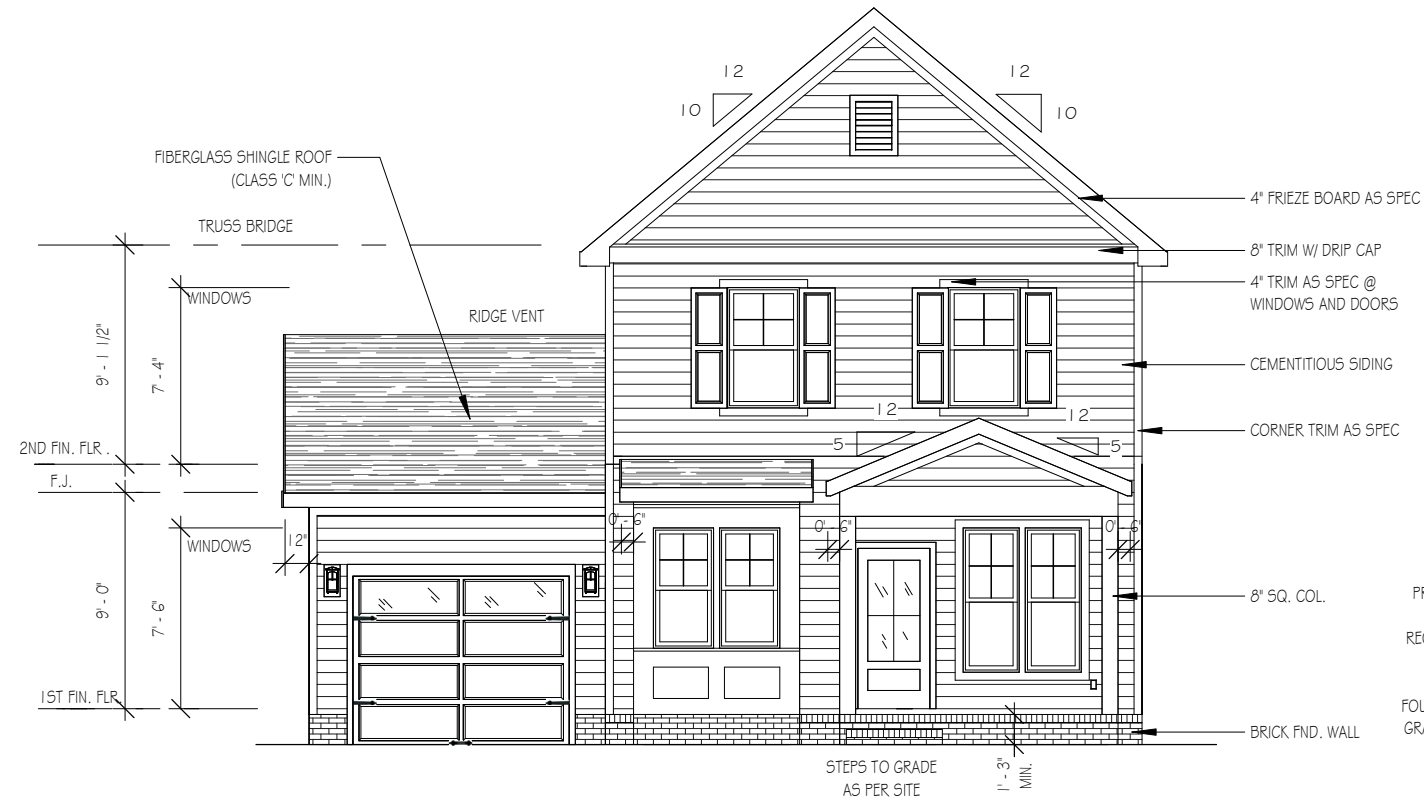 12
12
10
10
FIBERGLASS SHINGLE ROOF
(CLASS 'C' MIN.)
TRUSS BRIDGE
4" FRIEZE BOARD AS SPEC
8" TRIM W/ DRIP CAP
4" TRIM AS SPEC @
WINDOWS AND DOORS
WINDOWS
RIDGE VENT
9' - 1 1/2"
7' - 4"
CEMENTITIOUS SIDING
12
12
5
5
CORNER TRIM AS SPEC
2ND FIN. FLR .
F.J.
12"
0' - 6"
0' - 6"
0' - 6"
WINDOWS
9' - 0"
7' - 6"
8" SQ. COL.
PR
REC
1ST FIN. FLR.
FOU
GRA
BRICK FND. WALL
STEPS TO GRADE
AS PER SITE
1' - 3"
MIN.